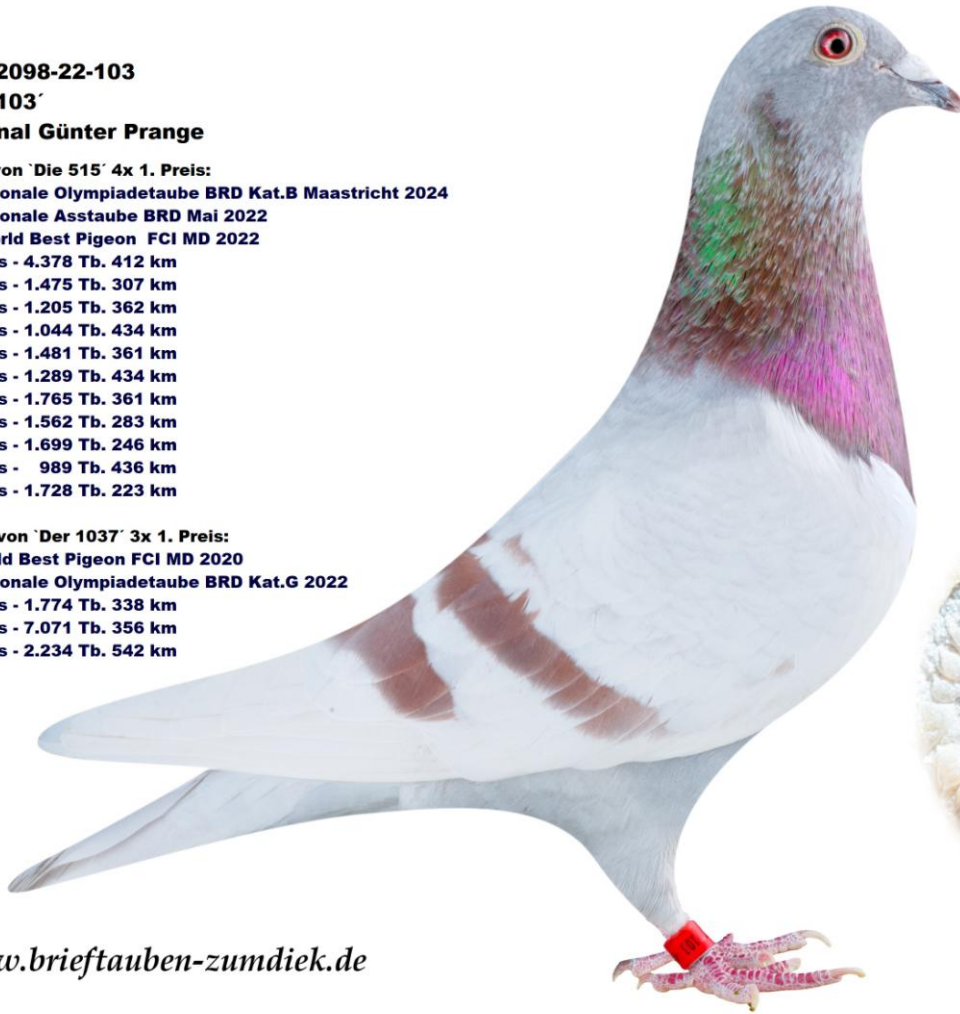 2098-22-103
103´
nal Günter Prange
von `Die 515´ 4x 1. Preis:
onale Olympiadetaube BRD Kat.B Maastricht 2024
onale Asstaube BRD Mai 2022
rld Best Pigeon FCI MD 2022
s - 4.378 Tb. 412 km
s - 1.475 Tb. 307 km
s - 1.205 Tb. 362 km
s - 1.044 Tb. 434 km
s - 1.481 Tb. 361 km
s - 1.289 Tb. 434 km
s - 1.765 Tb. 361 km
s - 1.562 Tb. 283 km
s - 1.699 Tb. 246 km
s - 989 Tb. 436 km
s - 1.728 Tb. 223 km
von `Der 1037´ 3x 1. Preis:
ld Best Pigeon FCI MD 2020
onale Olympiadetaube BRD Kat.G 2022
s - 1.774 Tb. 338 km
s - 7.071 Tb. 356 km
s - 2.234 Tb. 542 km
w.brieftauben-zumdiek.de